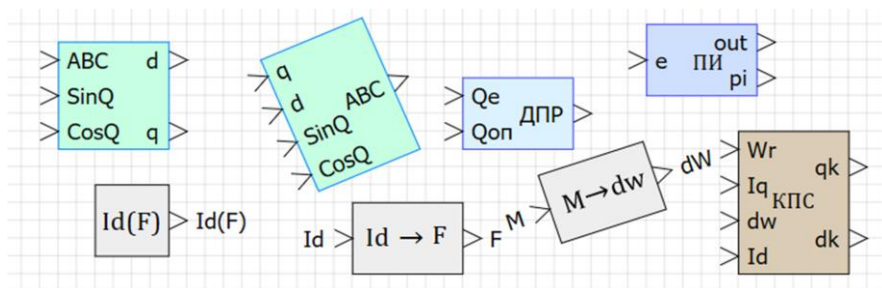 ABC d
SinQ
CosQ q
q
d
ABC
SinQ
CosQ
Qe
ДПР
Qоп
out
e ПИ
pi
Id(F) Id(F)
Id Id → F F
M M→dw dW
Wr
qk
Iq
КПС
dw
dk
Id